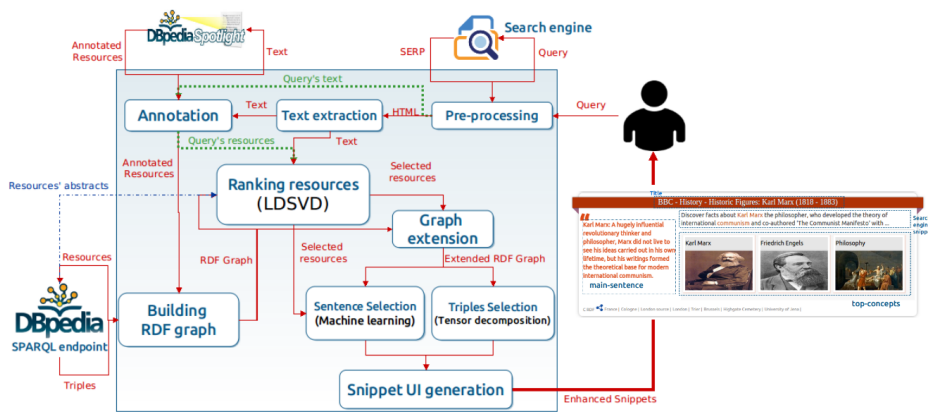 DBpedia Spotlight
Search engine
Annotated
Resources
Text
SERP
Query
Query's text
Annotation
Text
Text extraction
HTML
Pre-processing
Query
Query's resources
Text
Annotated
Resources
Selected
resources
Resources' abstracts
Ranking resources
(LDSVD)
Title
BBC - History - Historic Figures: Karl Marx (1818 - 1883)
Discover facts about Karl Marx the philosopher, who developed the theory of
international communism and co-authored 'The Communist Manifesto' with ...
Searc
engin
snipp
Karl Marx: A hugely influential
revolutionary thinker and
philosopher, Marx did not live to
see his ideas carried out in his own
lifetime, but his writings formed
the theoretical base for modern
international communism.
main-sentence
Karl Marx
Friedrich Engels
Philosophy
top-concepts
Graph
extension
Resources
RDF Graph
Selected
resources
Extended RDF Graph
DBpedia
SPARQL endpoint
Building
RDF graph
Sentence Selection
(Machine learning)
Triples Selection
(Tensor decomposition)
Triples
Snippet UI generation
Enhanced Snippets